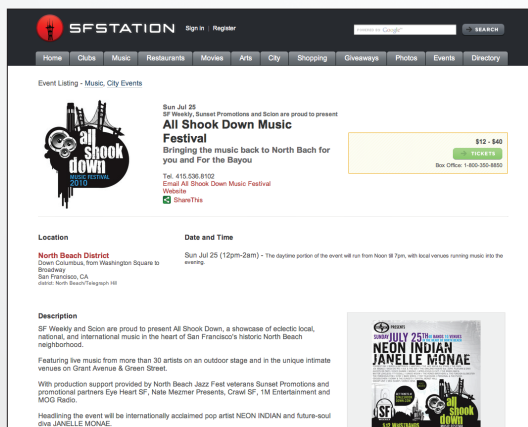 SFSTATION Sign in | Register
POWERED BY Google SEARCH
Home Clubs Music Restaurants Movies Arts City Shopping Giveaways Photos Events Directory
Event Listing - Music, City Events
all shook down
MUSIC FESTIVAL
2010
Sun Jul 25
SF Weekly, Sunset Promotions and Scion are proud to present
All Shook Down Music
Festival
Bringing the music back to North Bach for
you and For the Bayou
Tel. 415.536.8102
Email All Shook Down Music Festival
Website
ShareThis
$12 - $40
TICKETS
Box Office: 1-800-350-8850
Location
North Beach District
Down Columbus, from Washington Square to
Broadway
San Francisco, CA
district: North Beach/Telegraph Hill
Date and Time
Sun Jul 25 (12pm-2am) - The daytime portion of the event will run from Noon till 7pm, with local venues running music into the
evening.
Description
SF Weekly and Scion are proud to present All Shook Down, a showcase of eclectic local,
national, and international music in the heart of San Francisco's historic North Beach
neighborhood.
Featuring live music from more than 30 artists on an outdoor stage and in the unique intimate
venues on Grant Avenue & Green Street.
With production support provided by North Beach Jazz Fest veterans Sunset Promotions and
promotional partners Eye Heart SF, Nate Mezmer Presents, Crawl SF, 1M Entertainment and
MOG Radio.
Headlining the event will be internationally acclaimed pop artist NEON INDIAN and future-soul
diva JANELLE MONAE.
PRESENTS
SUNDAY JULY 25TH
NEON INDIAN
JANELLE MONAE
SF
all shook down